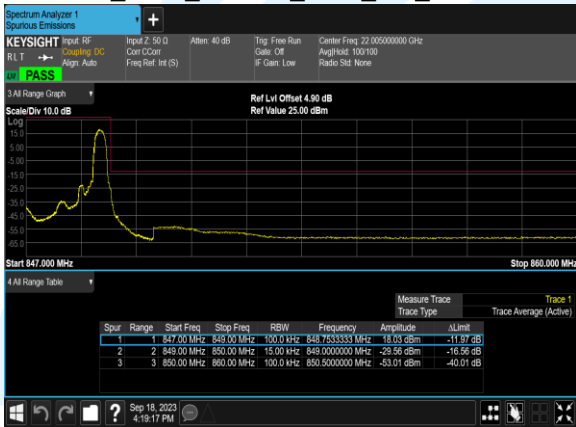 Spectrum Analyzer 1
Spurious Emissions
+
KEYSIGHT Input: RF Input Z: 50 Ω Atten: 40 dB Trig: Free Run Center Freq: 22.005000000 GHz
RLT Coupling: DC Corr CCorr Gate: Off Avg|Hold: 100/100
Align: Auto Freq Ref: Int (S) IF Gain: Low Radio Std: None
PASS
3 All Range Graph
Ref Lvl Offset 4.90 dB
Scale/Div 10.0 dB Ref Value 25.00 dBm
Log
15.0
5.00
-5.00
-15.0
-25.0
-35.0
-45.0
-55.0
-65.0
Start 847.000 MHz Stop 860.000 MHz
4 All Range Table
Measure Trace Trace 1
Trace Type Trace Average (Active)
Spur Range Start Freq Stop Freq RBW Frequency Amplitude ΔLimit
1 1 847.00 MHz 849.00 MHz 100.0 kHz 848.7533333 MHz 18.03 dBm -11.97 dB
2 2 849.00 MHz 850.00 MHz 15.00 kHz 849.0000000 MHz -29.56 dBm -16.56 dB
3 3 850.00 MHz 860.00 MHz 100.0 kHz 850.5000000 MHz -53.01 dBm -40.01 dB
? Sep 18, 2023
4:19:17 PM